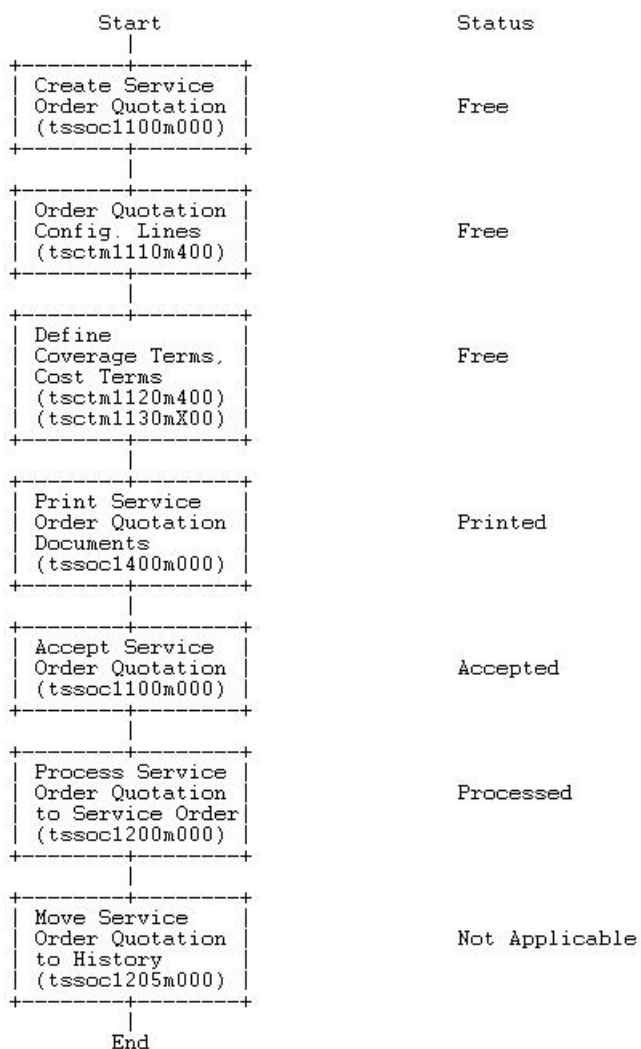 Start Status
Create Service
Order Quotation Free
(tssoc1100m000)
Order Quotation
Config. Lines Free
(tsctm1110m400)
Define
Coverage Terms, Free
Cost Terms
(tsctm1120m400)
(tsctm1130mX00)
Print Service
Order Quotation Printed
Documents
(tssoc1400m000)
Accept Service
Order Quotation Accepted
(tssoc1100m000)
Process Service
Order Quotation Processed
to Service Order
(tssoc1200m000)
Move Service
Order Quotation Not Applicable
to History
(tssoc1205m000)
End